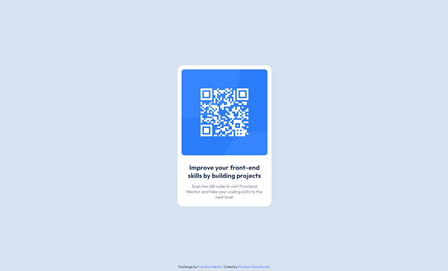 Improve your front-end
skills by building projects
Scan the QR code to visit Frontend
Mentor and take your coding skills to the
next level
Challenge by Frontend Mentor. Coded by